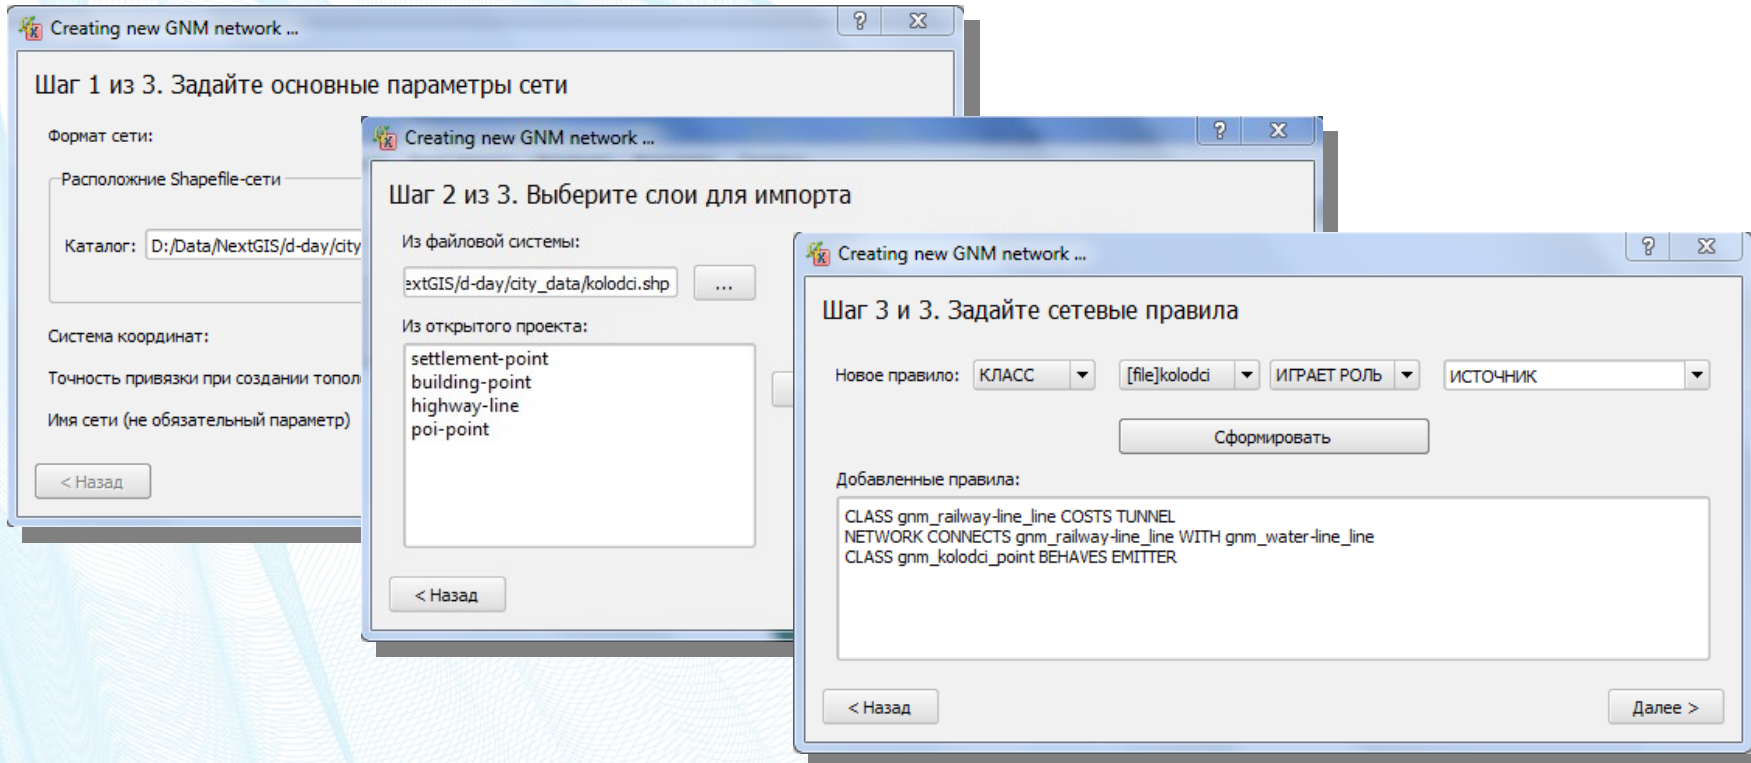 Creating new GNM network ...
Шаг 1 из 3. Задайте основные параметры сети
Формат сети:
Расположние Shapefile-сети
Каталог: D:/Data/NextGIS/d-day/city
Система координат:
Точность привязки при создании топол
Имя сети (не обязательный параметр)
< Назад
Creating new GNM network ...
Шаг 2 из 3. Выберите слои для импорта
Из файловой системы:
extGIS/d-day/city_data/kolodci.shp ...
Из открытого проекта:
settlement-point
building-point
highway-line
poi-point
< Назад
Creating new GNM network ...
Шаг 3 и 3. Задайте сетевые правила
Новое правило: КЛАСС [file]kolodci ИГРАЕТ РОЛЬ ИСТОЧНИК
Сформировать
Добавленные правила:
CLASS gnm_railway-line_line COSTS TUNNEL
NETWORK CONNECTS gnm_railway-line_line WITH gnm_water-line_line
CLASS gnm_kolodci_point BEHAVES EMITTER
< Назад Далее >